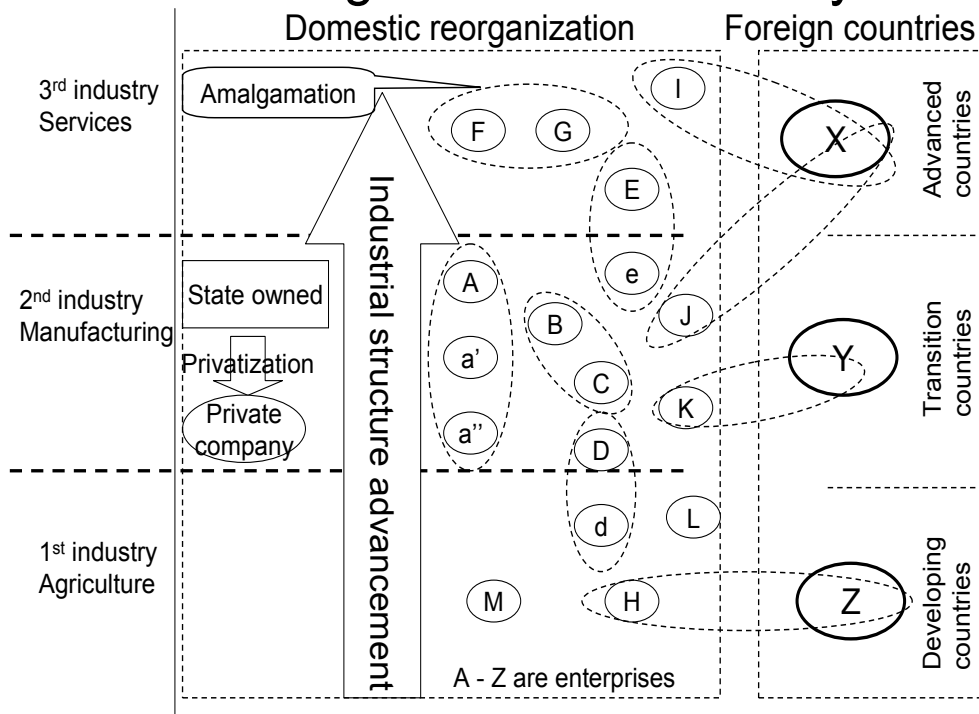 Domestic reorganization
Foreign countries
3rd industry
Services
Amalgamation
F
G
I
E
X
Advanced
countries
2nd industry
Manufacturing
State owned
Privatization
Private
company
Industrial structure advancement
A
a'
a''
e
B
C
D
J
K
Y
Transition
countries
1st industry
Agriculture
d
L
M
H
Z
Developing
countries
A - Z are enterprises